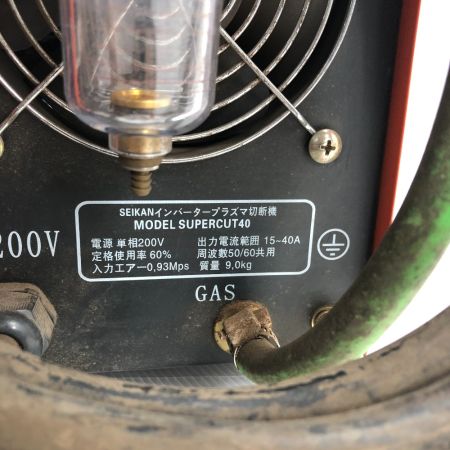 SEIKANインバータープラズマ切断機
MODEL SUPERCUT40
電源 単相200V 出力電流範囲 15~40A
定格使用率 60% 周波数50/60共用
入力エアー0,93Mps 質量 9,0kg
200V
GAS